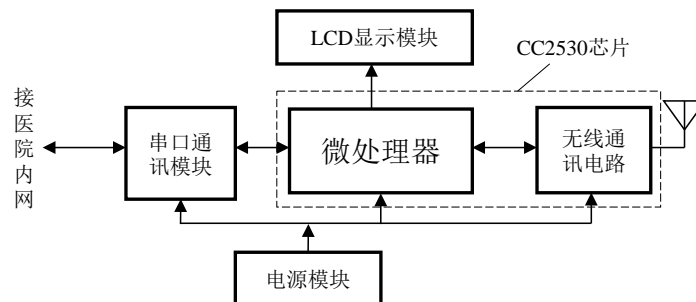 LCD显示模块
CC2530芯片
接医院内网
串口通
讯模块
微处理器
无线通
讯电路
电源模块